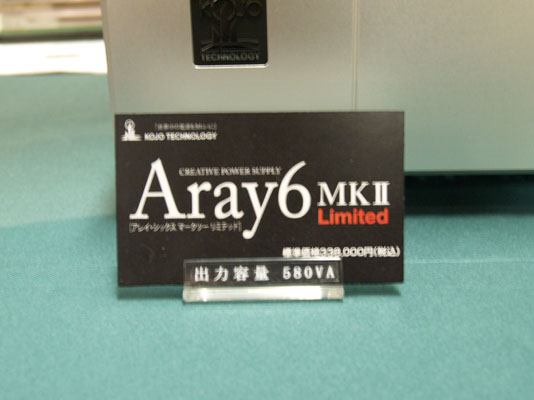 KOJO
TECHNOLOGY
KOJO TECHNOLOGY
CREATIVE POWER SUPPLY
Aray6 MKⅡ
Limited
[アレイ・シックス マークツー リミテッド]
標準価格338,000円(税込)
出力容量 580VA